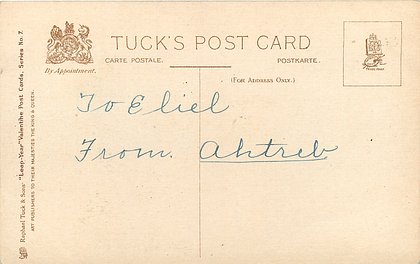 TUCK'S POST CARD
CARTE POSTALE.
POSTKARTE.
By Appointment.
(FOR ADDRESS ONLY.)
To Eliel
From. Ahtreb
Raphael Tuck & Sons' "Leap-Year" Valentine Post Cards, Series No. 7.
ART PUBLISHERS TO THEIR MAJESTIES THE KING & QUEEN.